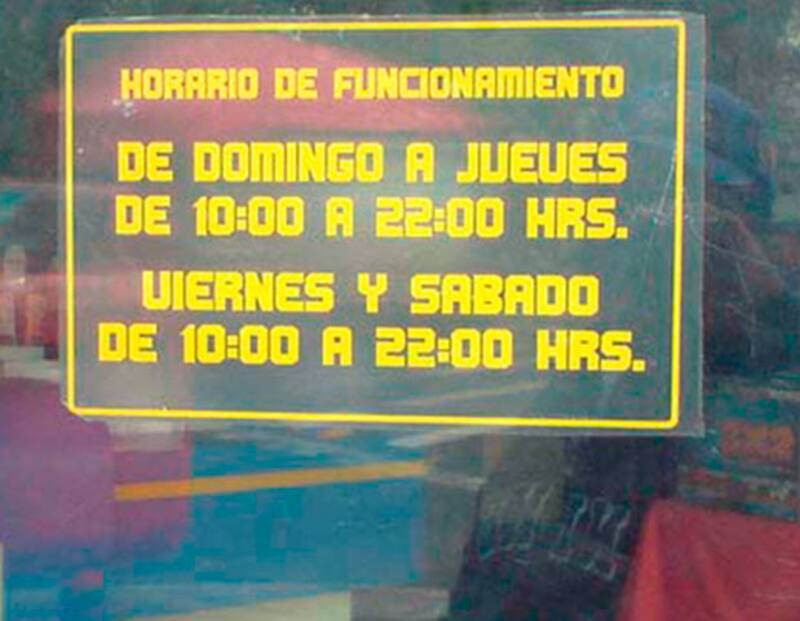 HORARIO DE FUNCIONAMIENTO
DE DOMINGO A JUEVES
DE 10:00 A 22:00 HRS.
VIERNES Y SABADO
DE 10:00 A 22:00 HRS.